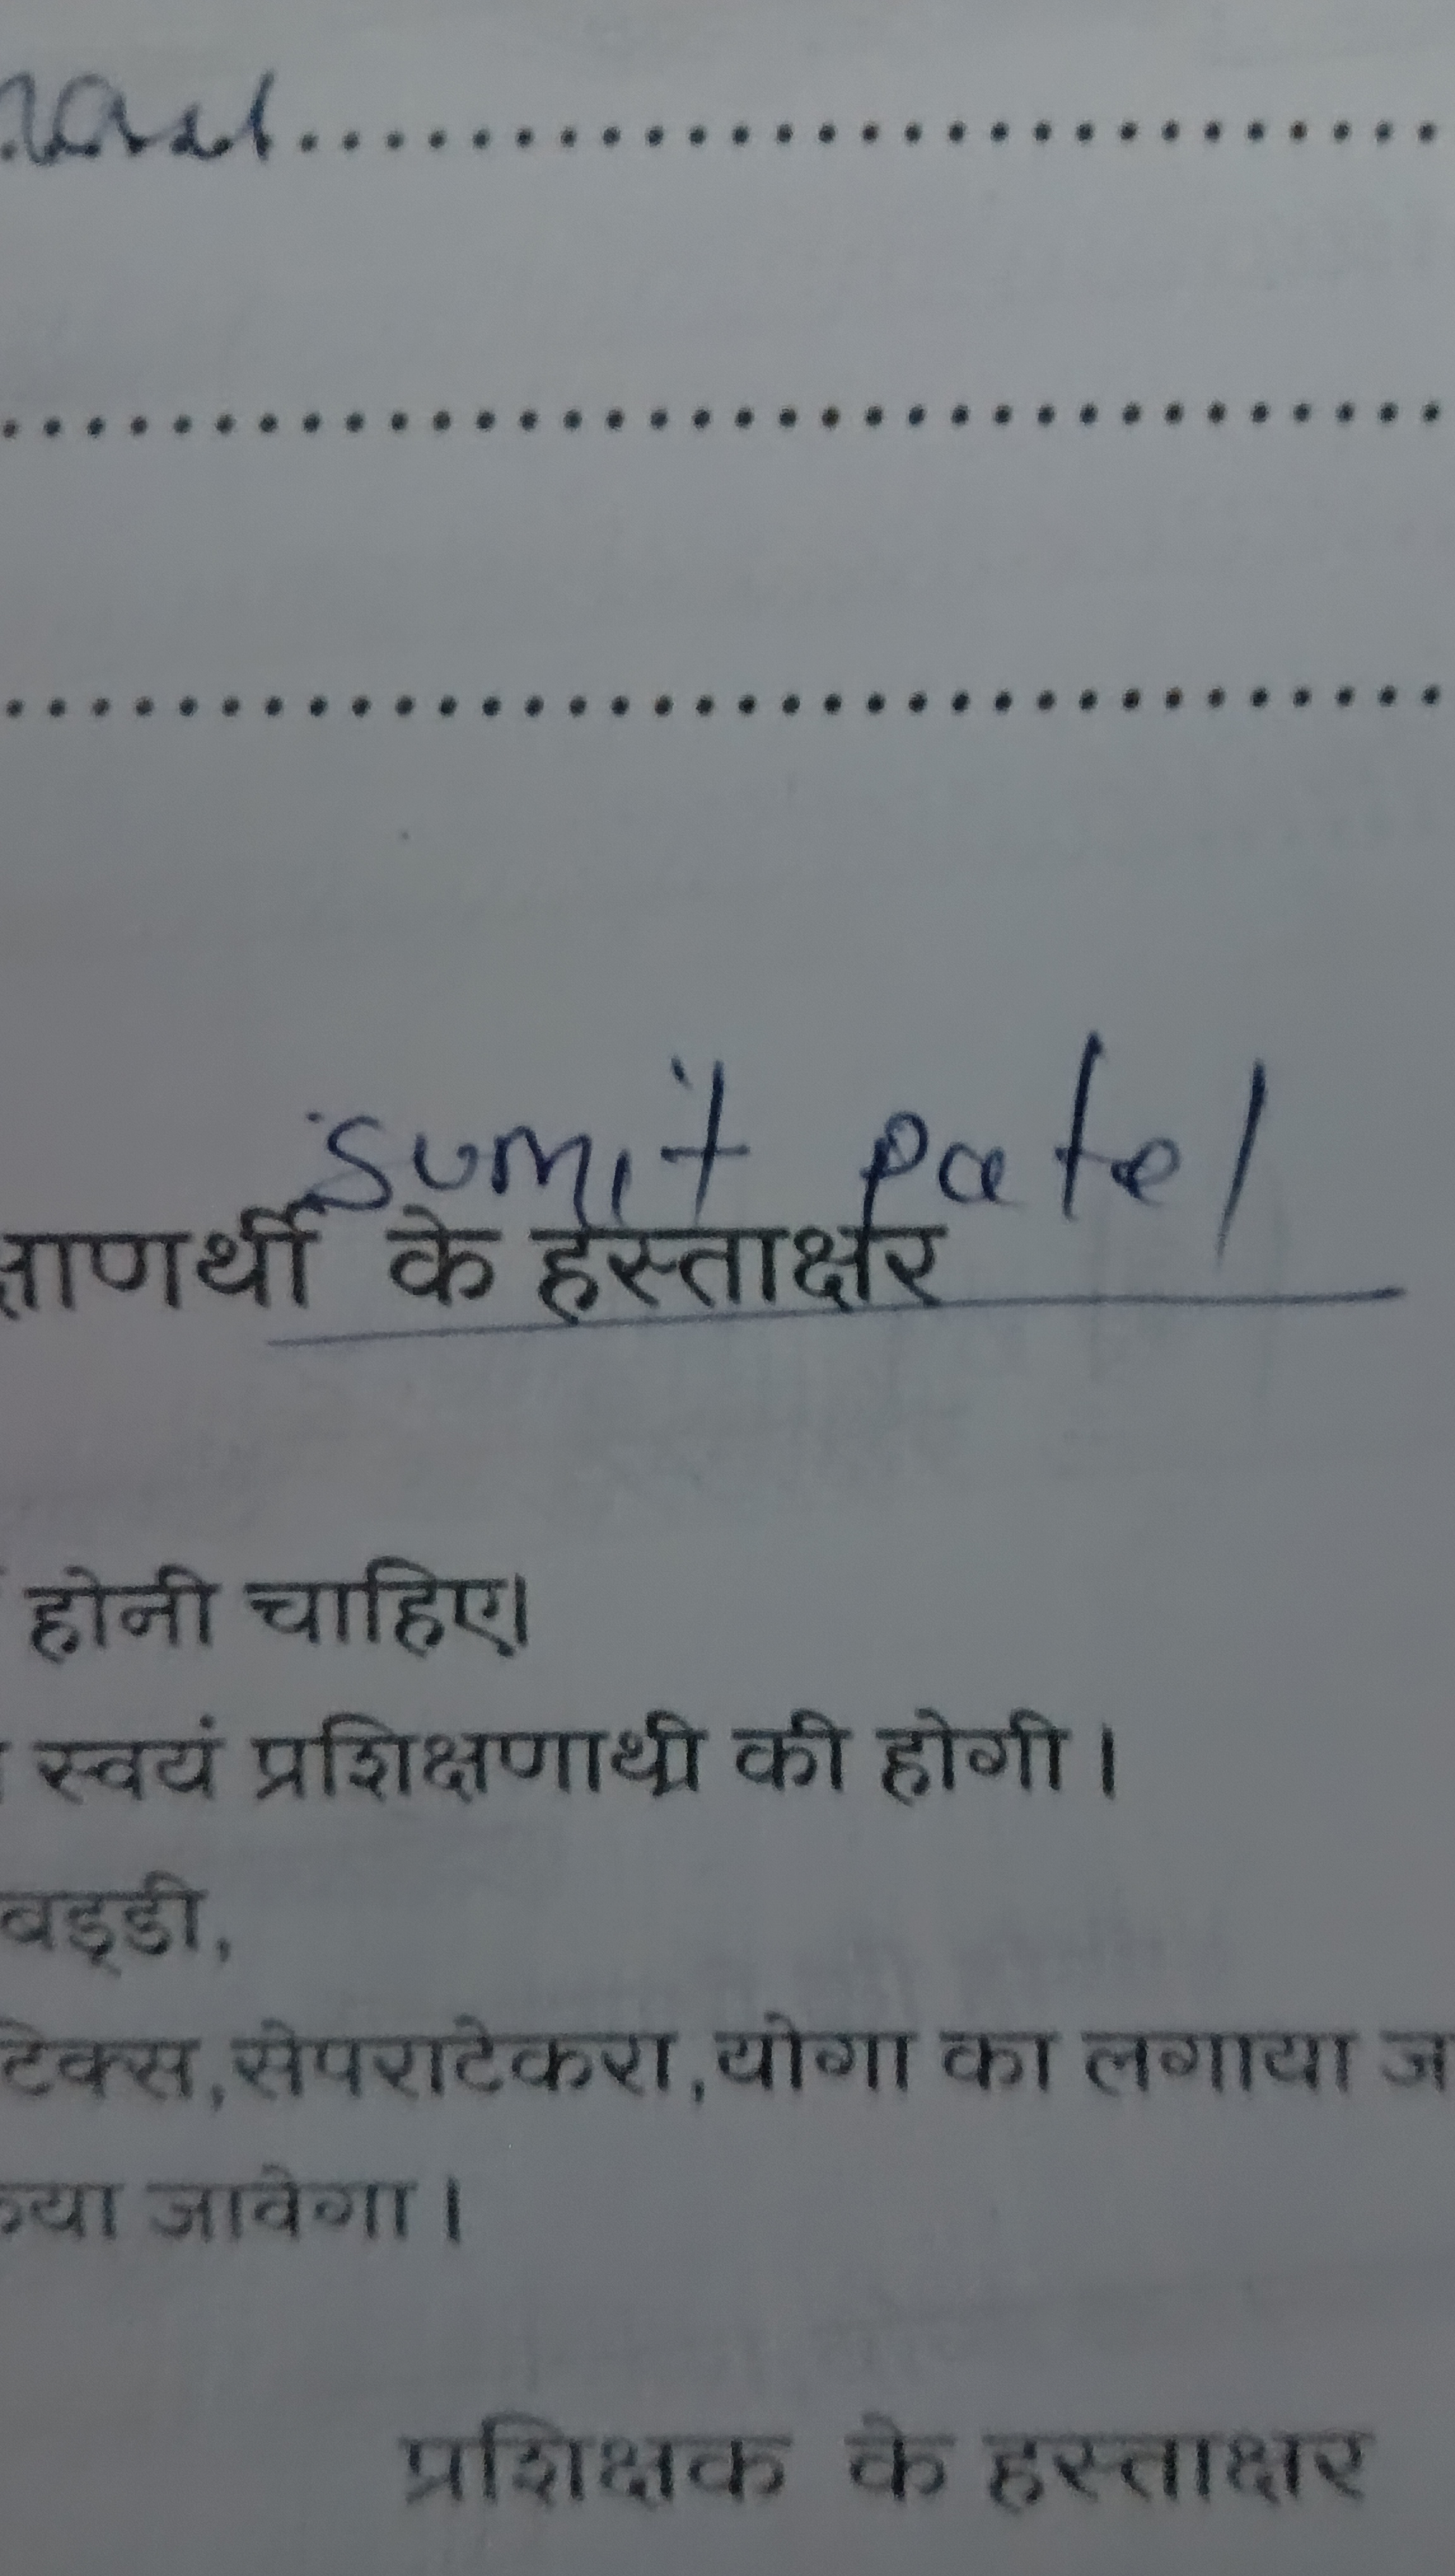 sumit patel
के हस्ताक्षर
होनी चाहिए।
स्वयं प्रशिक्षणाथी की होगी।
बड्डी,
टेक्स,सेपराटेकरा,योगा का लगाया
जावेगा।
प्रशिक्षक के हस्ताक्षर